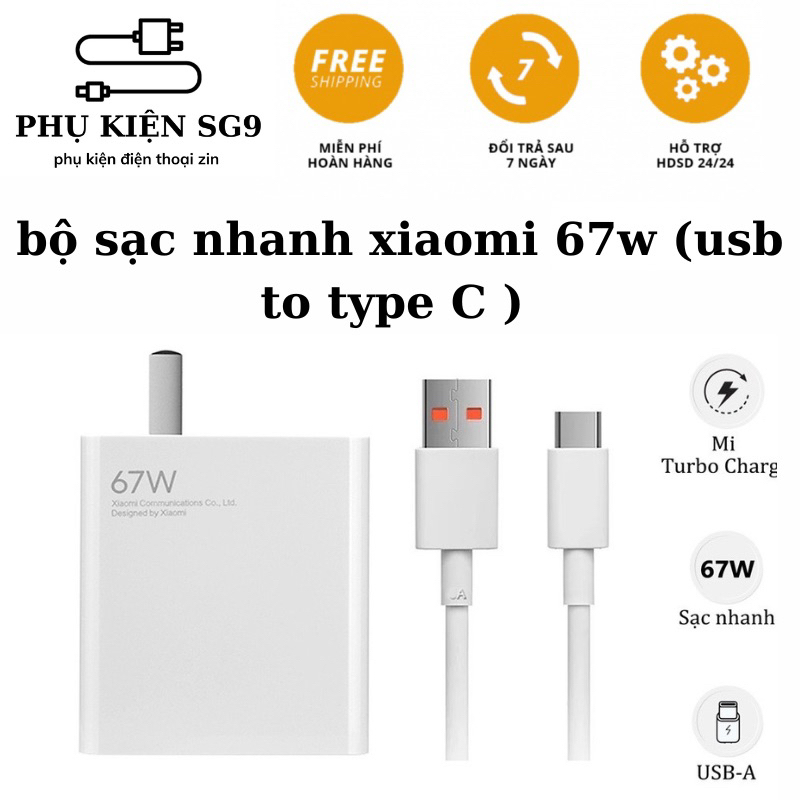 PHỤ KIỆN SG9
phụ kiện điện thoại zin
FREE
SHIPPING
MIỄN PHÍ
HOÀN HÀNG
7
ĐỔI TRẢ SAU
7 NGÀY
HỖ TRỢ
HDSD 24/24
bộ sạc nhanh xiaomi 67w (usb
to type C )
67W
Xiaomi Communications Co., Ltd.
Designed by Xiaomi
Mi
Turbo Charg
67W
Sạc nhanh
USB-A